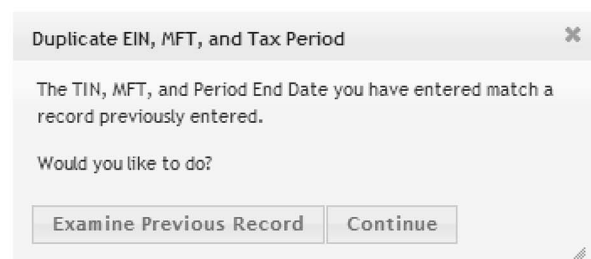 Duplicate EIN, MFT, and Tax Period
The TIN, MFT, and Period End Date you have entered match a
record previously entered.
Would you like to do?
Examine Previous Record Continue